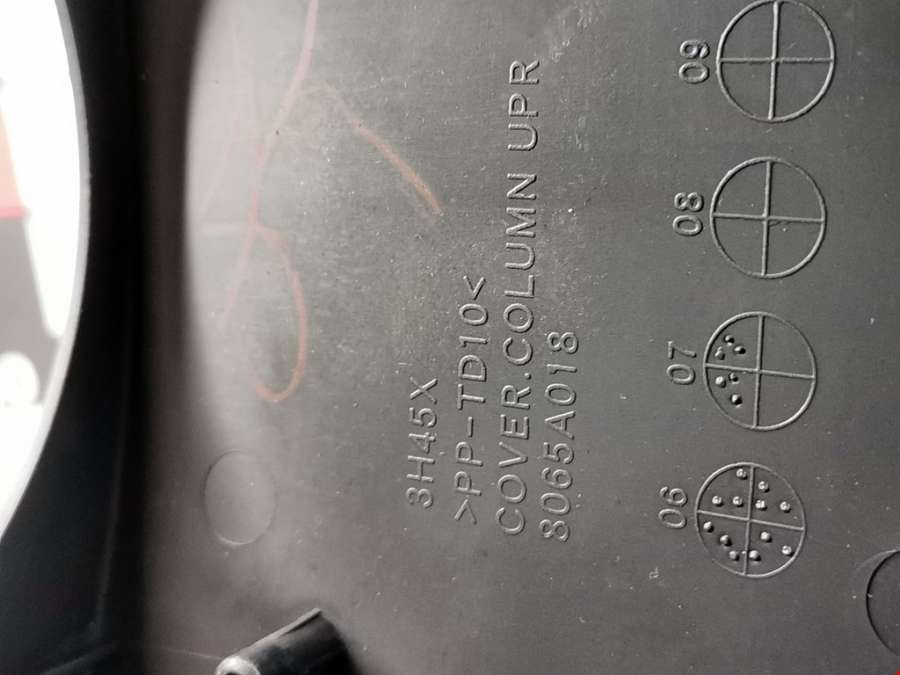 3H45X
>PP-TD10<
COVER.COLUMN UPR
8065A018
06
07
08
09